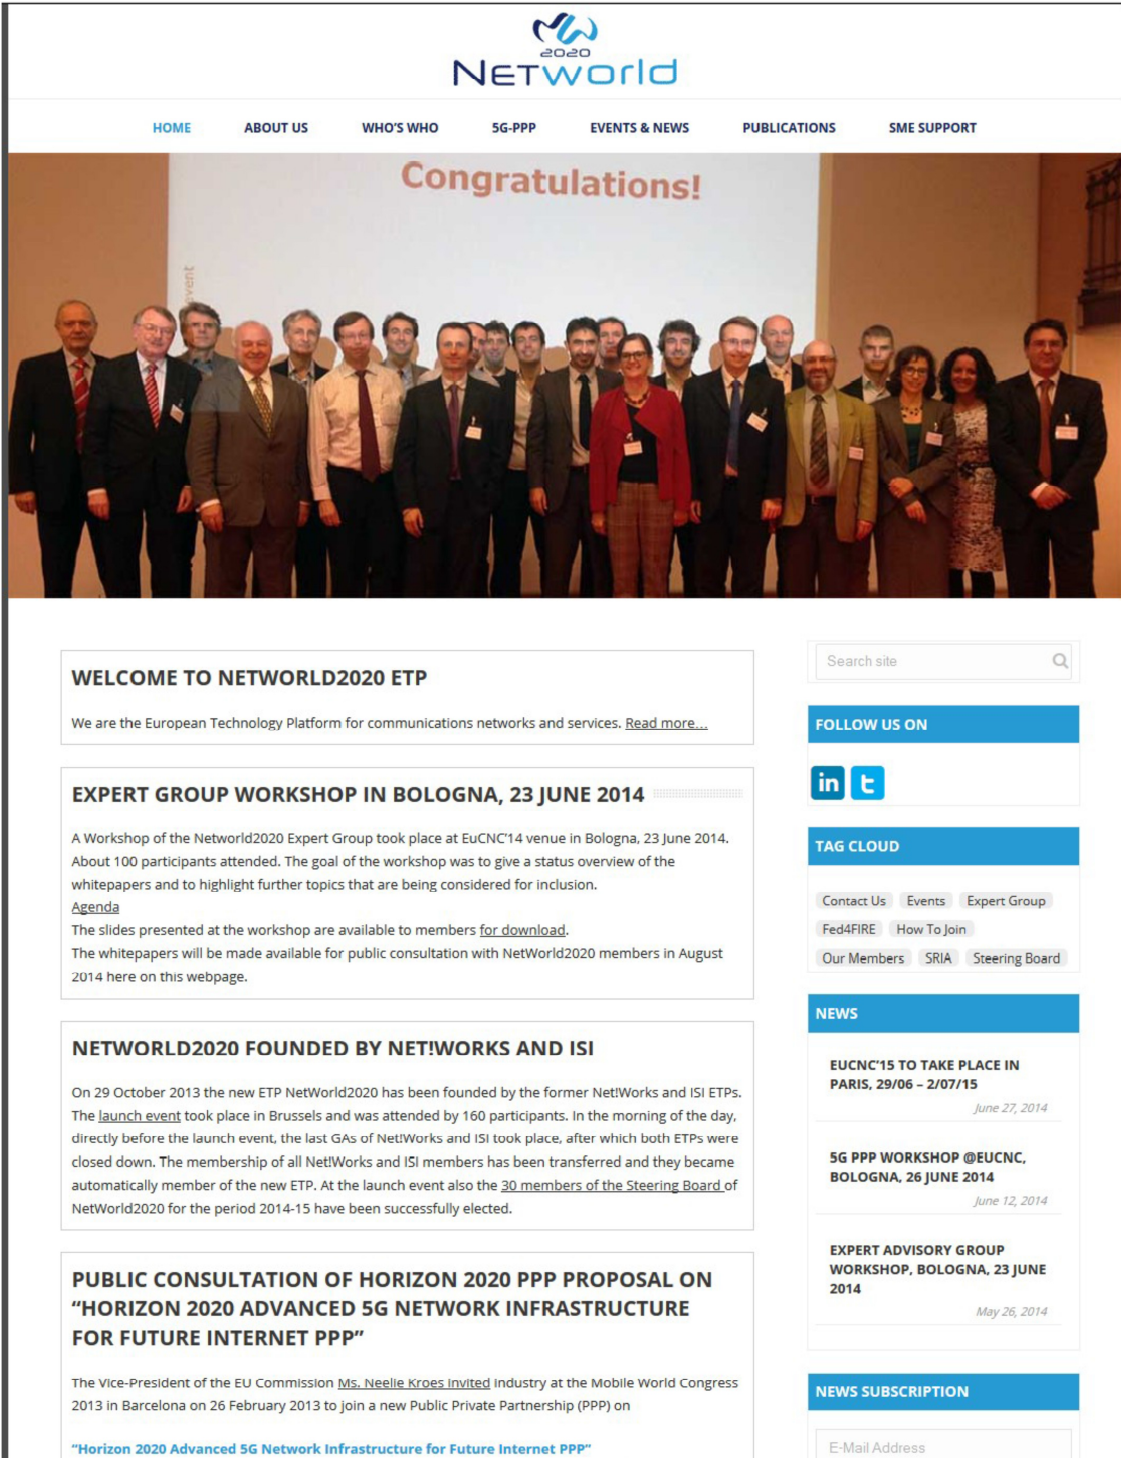 2020
NETWorld
HOME ABOUT US WHO'S WHO 5G-PPP EVENTS & NEWS PUBLICATIONS SME SUPPORT
Congratulations!
event
WELCOME TO NETWORLD2020 ETP
We are the European Technology Platform for communications networks and services. Read more...
EXPERT GROUP WORKSHOP IN BOLOGNA, 23 JUNE 2014
A Workshop of the Networld2020 Expert Group took place at EuCNC'14 venue in Bologna, 23 June 2014.
About 100 participants attended. The goal of the workshop was to give a status overview of the
whitepapers and to highlight further topics that are being considered for inclusion.
Agenda
The slides presented at the workshop are available to members for download.
The whitepapers will be made available for public consultation with NetWorld2020 members in August
2014 here on this webpage.
NETWORLD2020 FOUNDED BY NET!WORKS AND ISI
On 29 October 2013 the new ETP NetWorld2020 has been founded by the former Net!Works and ISI ETPs.
The launch event took place in Brussels and was attended by 160 participants. In the morning of the day,
directly before the launch event, the last GAs of Net!Works and ISI took place, after which both ETPs were
closed down. The membership of all Net!Works and ISI members has been transferred and they became
automatically member of the new ETP. At the launch event also the 30 members of the Steering Board of
NetWorld2020 for the period 2014-15 have been successfully elected.
PUBLIC CONSULTATION OF HORIZON 2020 PPP PROPOSAL ON
"HORIZON 2020 ADVANCED 5G NETWORK INFRASTRUCTURE
FOR FUTURE INTERNET PPP"
The Vice-President of the EU Commission Ms. Neelie Kroes invited industry at the Mobile World Congress
2013 in Barcelona on 26 February 2013 to join a new Public Private Partnership (PPP) on
"Horizon 2020 Advanced 5G Network Infrastructure for Future Internet PPP"
Search site
FOLLOW US ON
in t
TAG CLOUD
Contact Us Events Expert Group
Fed4FIRE How To Join
Our Members SRIA Steering Board
NEWS
EUCNC'15 TO TAKE PLACE IN
PARIS, 29/06 – 2/07/15
June 27, 2014
5G PPP WORKSHOP @EUCNC,
BOLOGNA, 26 JUNE 2014
June 12, 2014
EXPERT ADVISORY GROUP
WORKSHOP, BOLOGNA, 23 JUNE
2014
May 26, 2014
NEWS SUBSCRIPTION
E-Mail Address